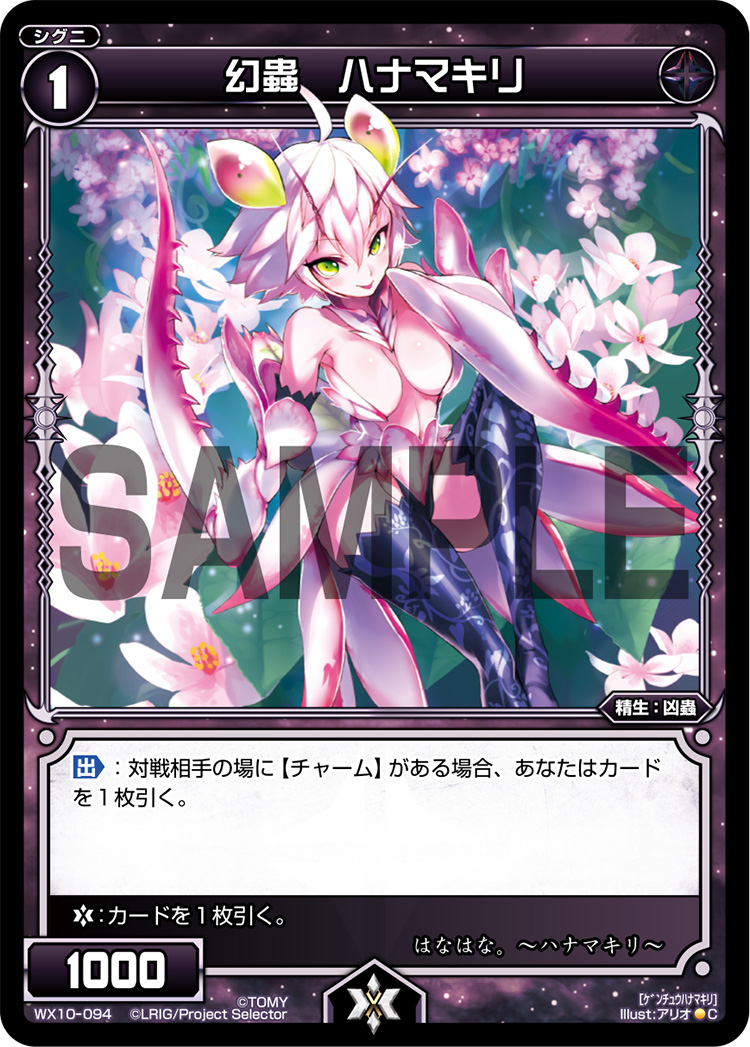 シグニ
1
幻蟲　ハナマキリ
SAMPLE
精生：凶蟲
出：対戦相手の場に【チャーム】がある場合、あなたはカード
を１枚引く。
：カードを１枚引く。
はなはな。～ハナマキリ～
1000
©TOMY
WX10-094 ©LRIG/Project Selector
[ｹﾞﾝﾁｭｳﾊﾅﾏｷﾘ]
Illust:アリオ C